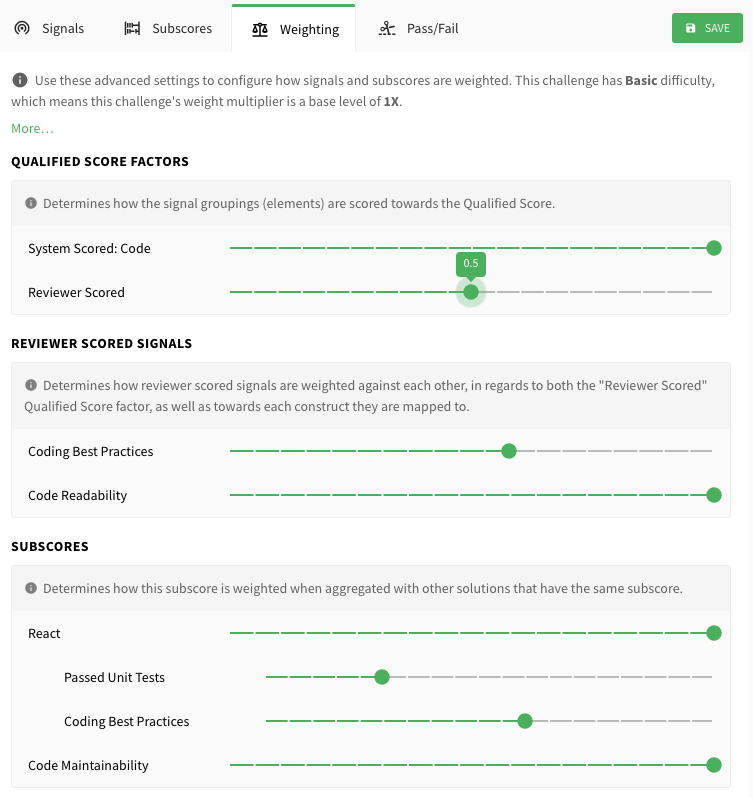 Signals Subscores Weighting Pass/Fail SAVE
Use these advanced settings to configure how signals and subscores are weighted. This challenge has Basic difficulty,
which means this challenge's weight multiplier is a base level of 1X.
More...
QUALIFIED SCORE FACTORS
Determines how the signal groupings (elements) are scored towards the Qualified Score.
System Scored: Code
0.5
Reviewer Scored
REVIEWER SCORED SIGNALS
Determines how reviewer scored signals are weighted against each other, in regards to both the "Reviewer Scored"
Qualified Score factor, as well as towards each construct they are mapped to.
Coding Best Practices
Code Readability
SUBSCORES
Determines how this subscore is weighted when aggregated with other solutions that have the same subscore.
React
Passed Unit Tests
Coding Best Practices
Code Maintainability